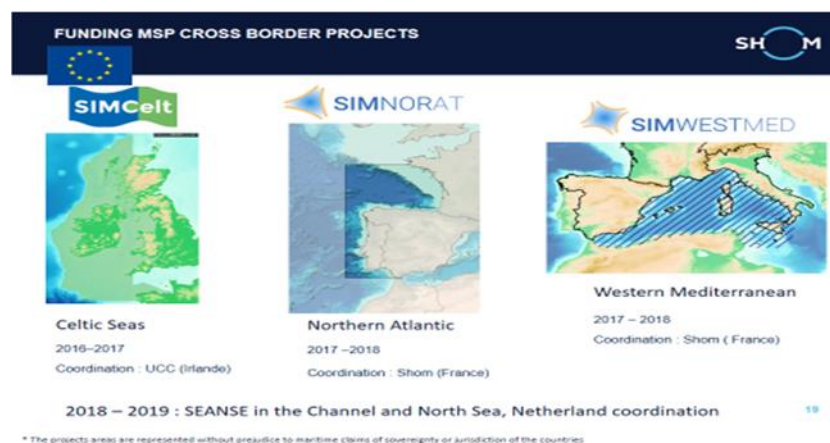 FUNDING MSP CROSS BORDER PROJECTS
SHOM
SIMCelt
SIMNORAT
SIMWESTMED
Celtic Seas
2016–2017
Coordination : UCC (Irlande)
Northern Atlantic
2017 –2018
Coordination : Shom (France)
Western Mediterranean
2017 – 2018
Coordination : Shom ( France)
2018 – 2019 : SEANSE in the Channel and North Sea, Netherland coordination
19
* The projects areas are represented without prejudice to maritime claims of sovereignty or jurisdiction of the countries